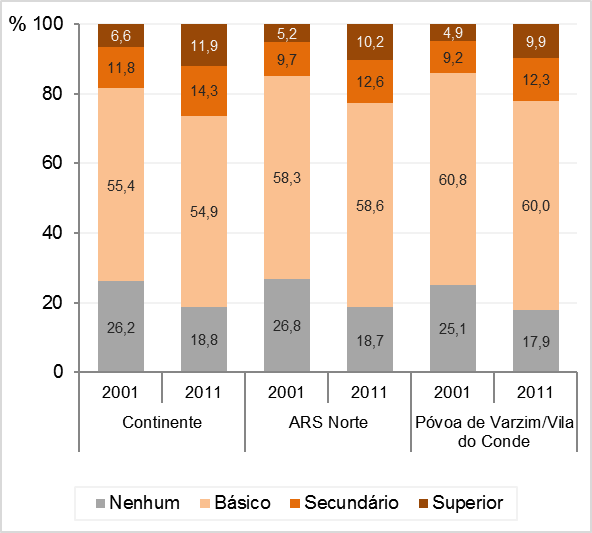 % 100
80
60
40
20
0
6,6 11,9 5,2 10,2 4,9 9,9
11,8 14,3 9,7 12,6 9,2 12,3
55,4 54,9 58,3 58,6 60,8 60,0
26,2 18,8 26,8 18,7 25,1 17,9
2001 2011 2001 2011 2001 2011
Continente ARS Norte Póvoa de Varzim/Vila
do Conde
Nenhum Básico Secundário Superior